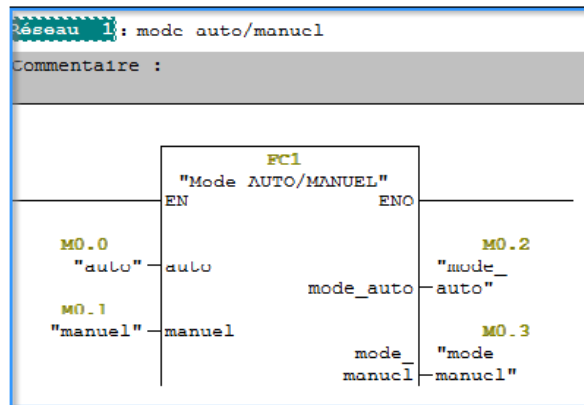 Réseau 1: mode auto/manuel
Commentaire :
FC1
"Mode AUTO/MANUEL"
EN ENO
M0.0 M0.2
"auto" auto "mode_
mode_auto auto"
M0.1
"manuel" manuel M0.3
mode_ "mode
manuel manuel"